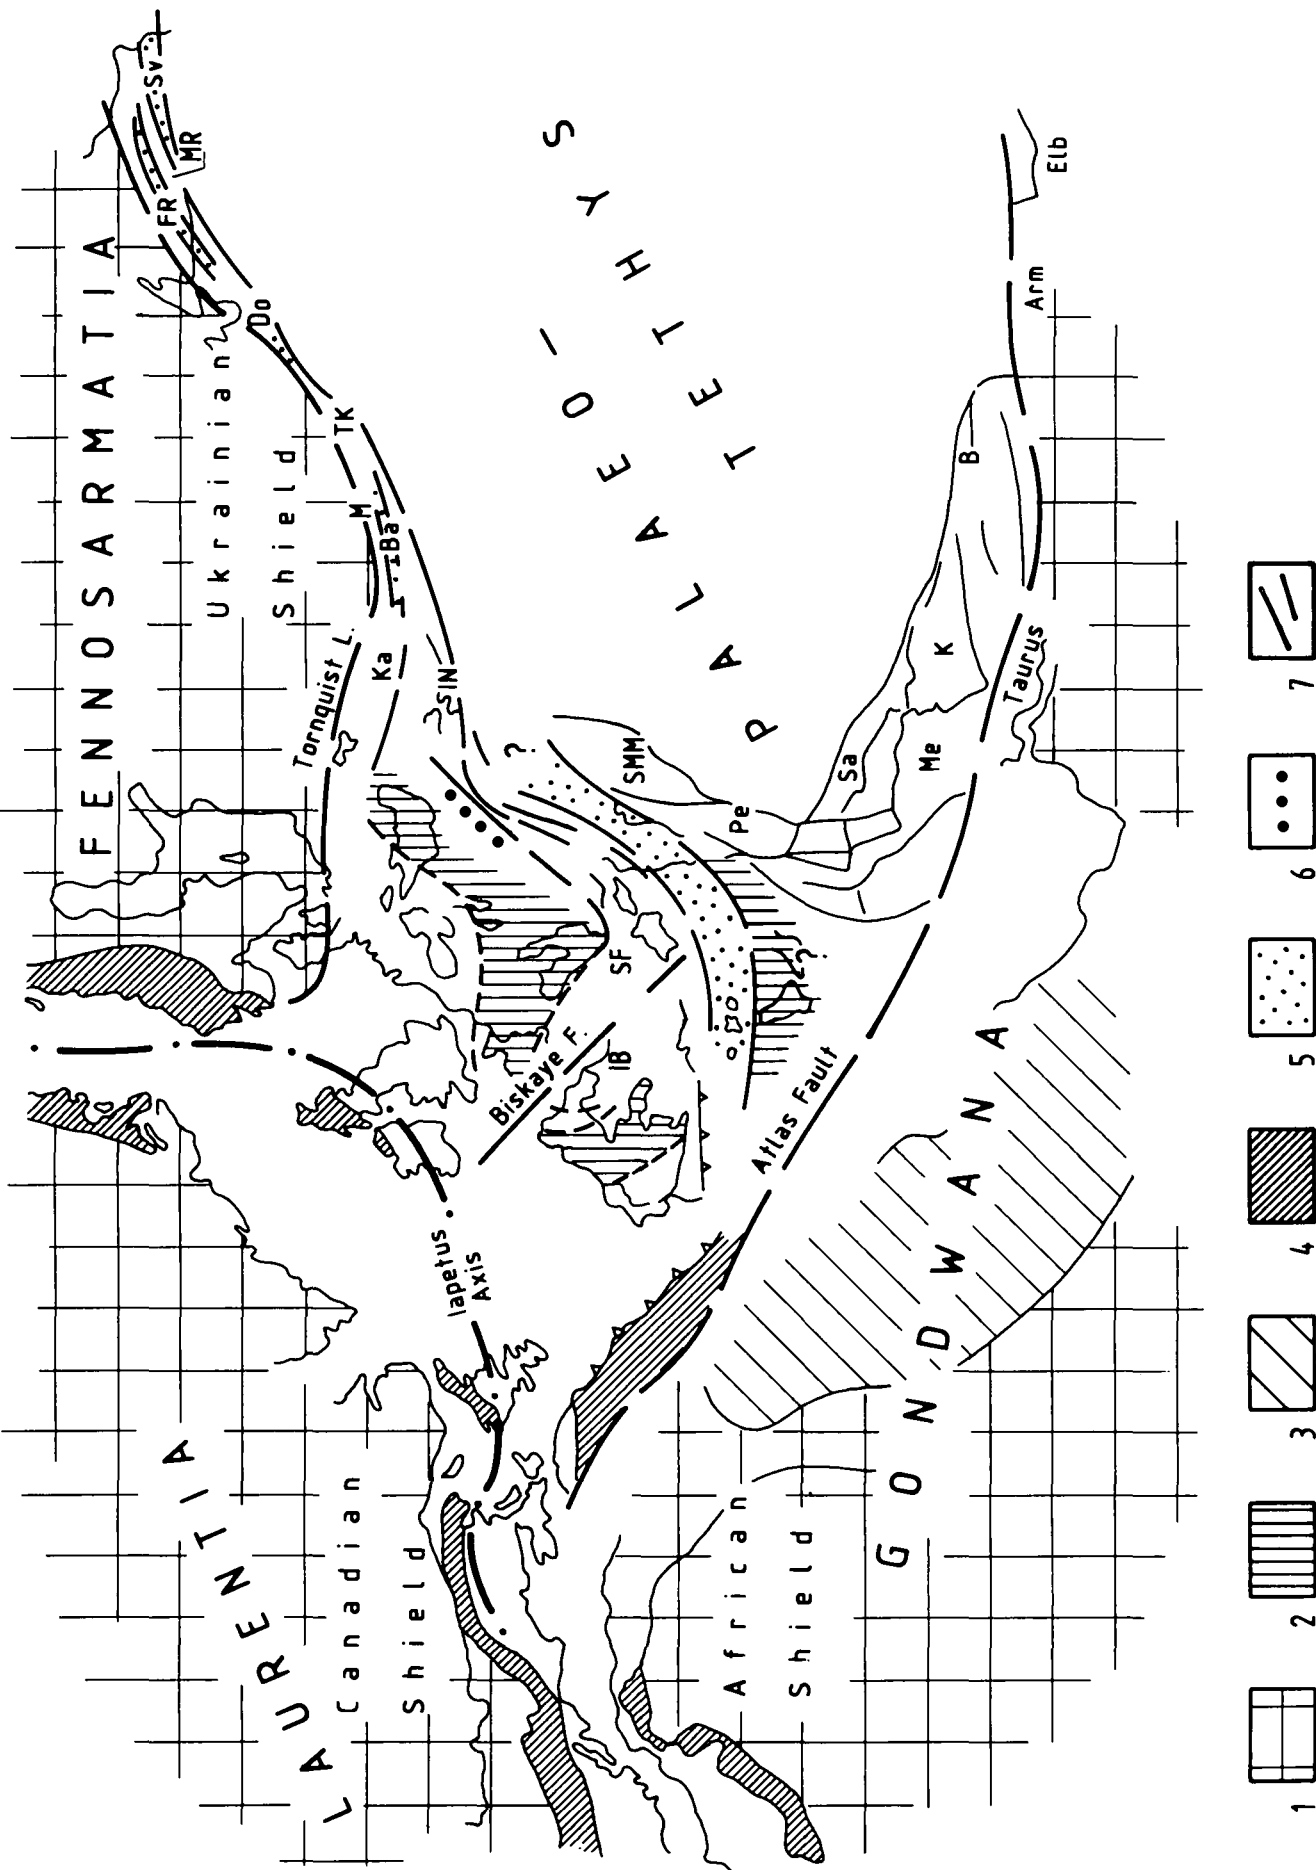 FENNOSARMATIA
LAURENTIA
Canadian
Shield
Ukrainian
Shield
Tornquist L.
Iapetus
Axis
Biskaye F.
Atlas Fault
African
Shield
GONDWANA
PALAEO-
TETHYS
Taurus
Sv
MR
FR
Do
TK
M
Ba
Ka
SIN
?
SMM
Pe
Sa
Me
K
B
Arm
Elb
SF
IB
?
1
2
3
4
5
6
7